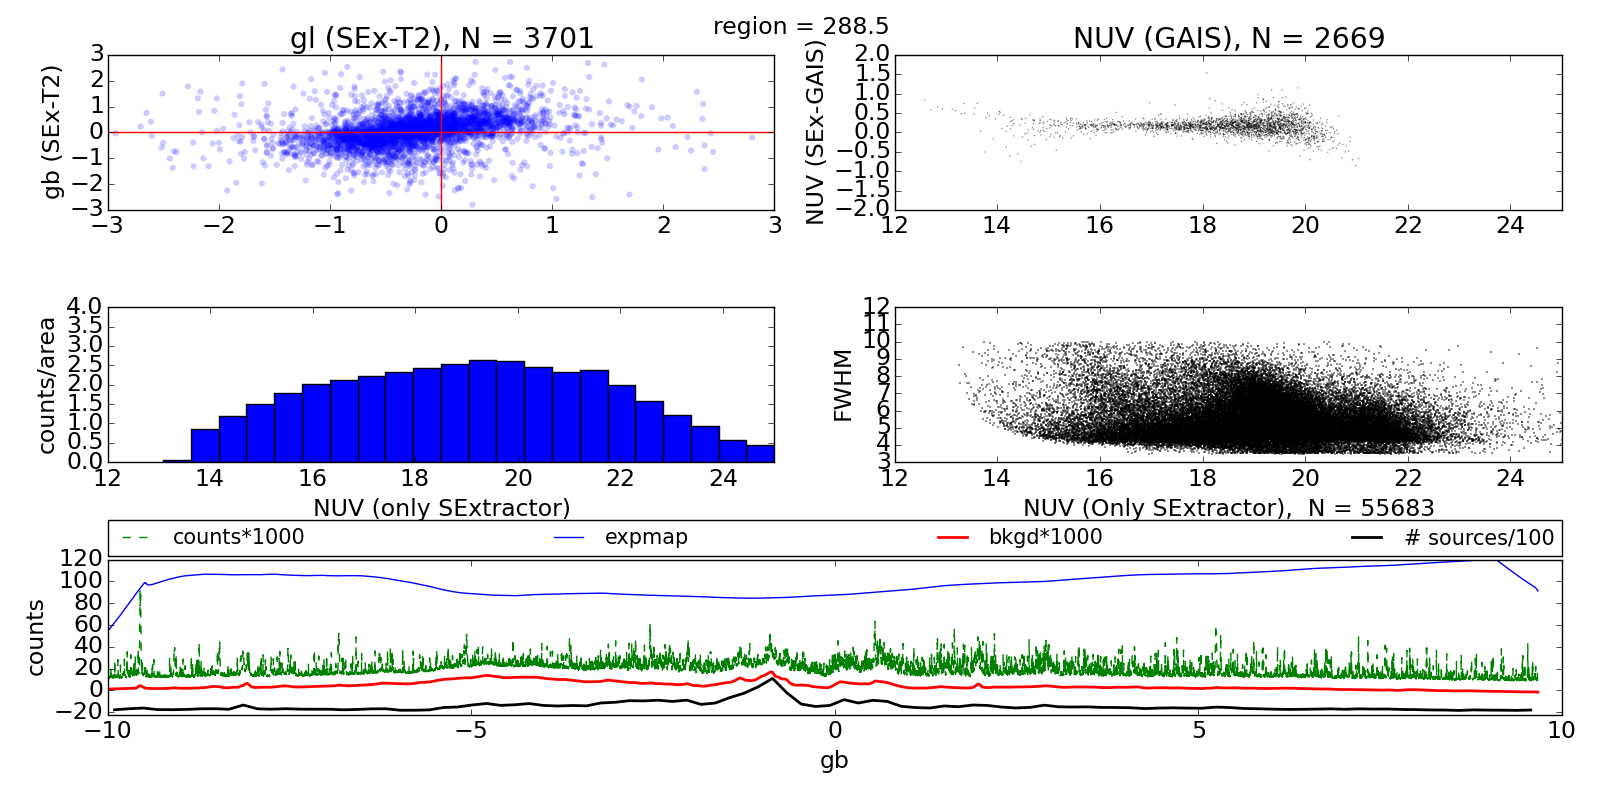 region = 288.5
gl (SEx-T2), N = 3701
NUV (GAIS), N = 2669
gb (SEx-T2)
3
2
1
0
−1
−2
−3
−3 −2 −1 0 1 2 3
NUV (SEx-GAIS)
2.0
1.5
1.0
0.5
0.0
−0.5
−1.0
−1.5
−2.0
12 14 16 18 20 22 24
counts/area
4.0
3.5
3.0
2.5
2.0
1.5
1.0
0.5
0.0
12 14 16 18 20 22 24
NUV (only SExtractor)
FWHM
12
11
10
9
8
7
6
5
4
3
12 14 16 18 20 22 24
NUV (Only SExtractor), N = 55683
counts*1000 expmap bkgd*1000 # sources/100
counts
120
100
80
60
40
20
0
−20
−10 −5 0 5 10
gb